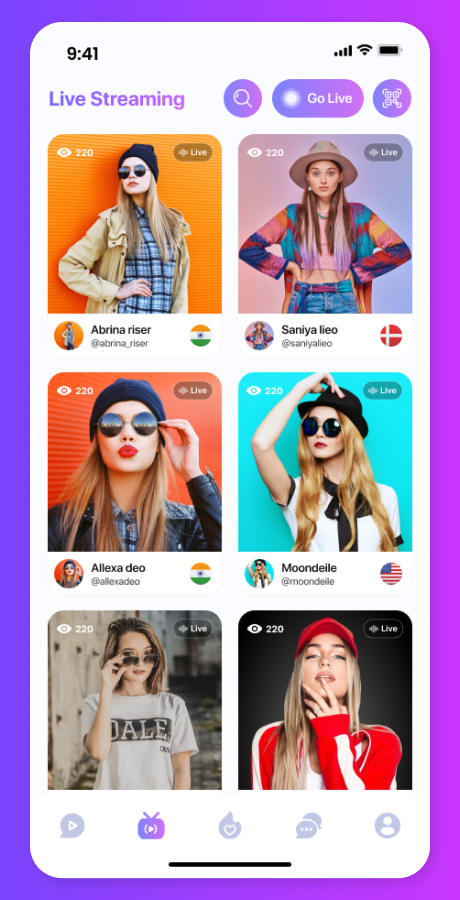 9:41
Live Streaming
Go Live
220 Live
220 Live
Abrina riser
@abrina_riser
Saniya lieo
@saniyalieo
220 Live
220 Live
Allexa deo
@allexadeo
Moondeile
@moondeile
220 Live
220 Live
DALE